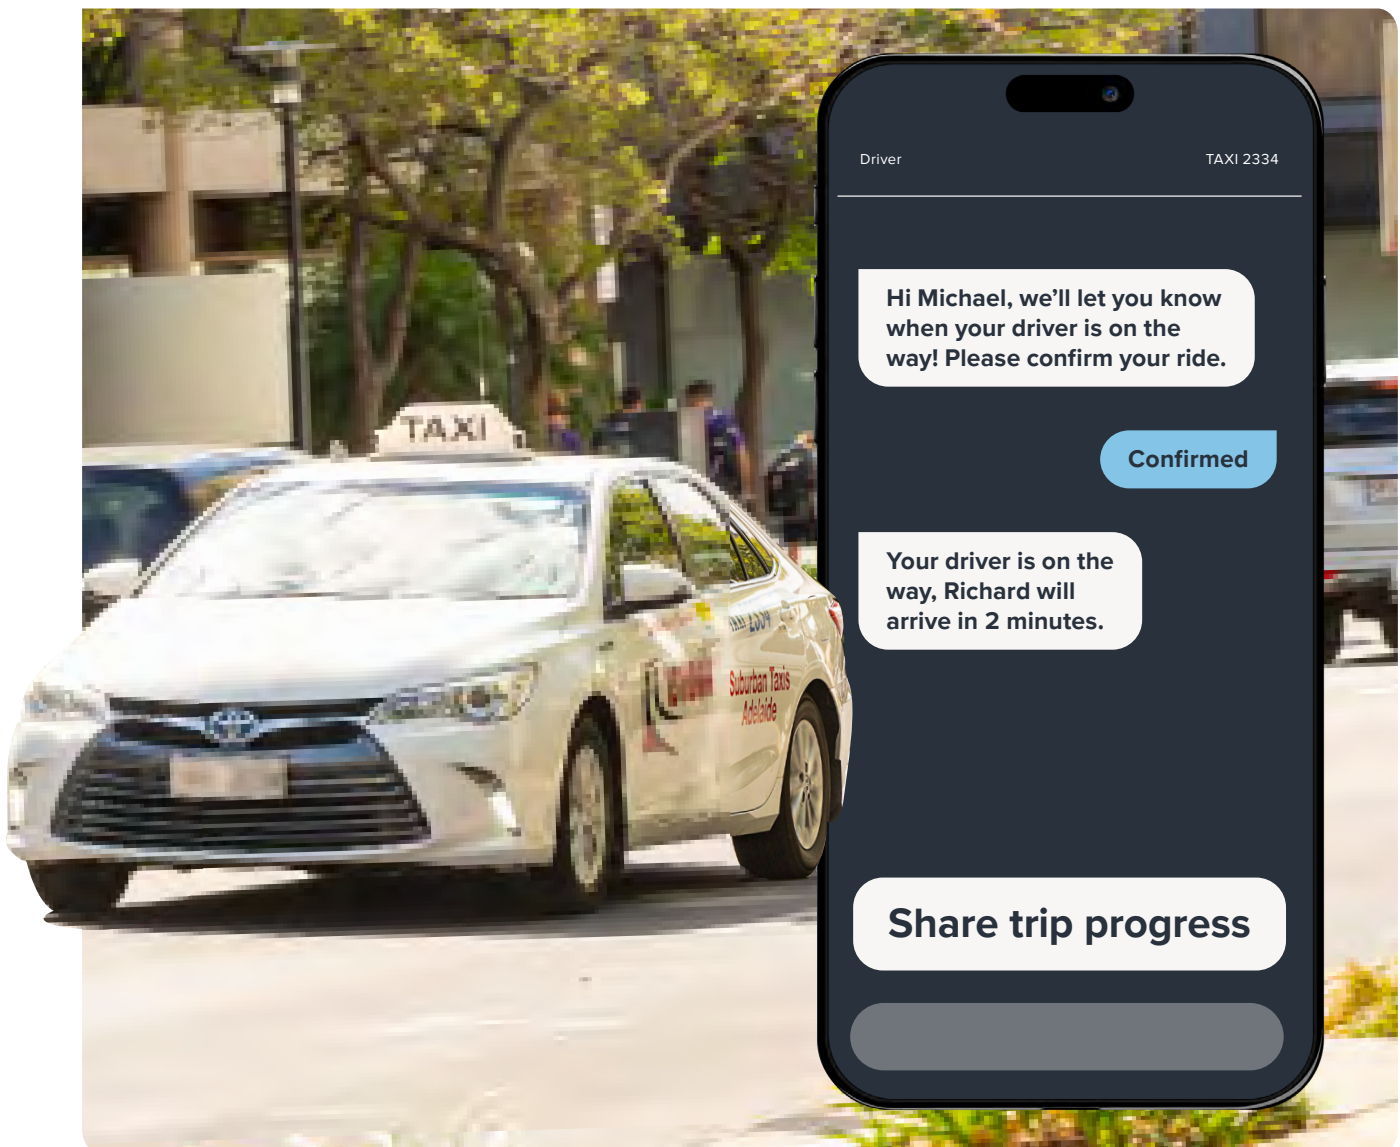 Driver
TAXI 2334
Hi Michael, we’ll let you know
when your driver is on the
way! Please confirm your ride.
Confirmed
Your driver is on the
way, Richard will
arrive in 2 minutes.
Share trip progress
TAXI
TAXI 2334
Suburban Taxis
Adelaide